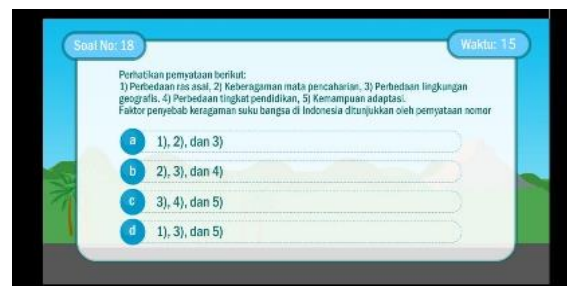 Soal No: 18
Waktu: 15
Perhatikan pernyataan berikut:
1) Perbedaan ras asal, 2) Keberagaman mata pencaharian, 3) Perbedaan lingkungan
geografis. 4) Perbedaan tingkat pendidikan, 5) Kemampuan adaptasi.
Faktor penyebab keragaman suku bangsa di Indonesia ditunjukkan oleh pernyataan nomor
a 1), 2), dan 3)
b 2), 3), dan 4)
c 3), 4), dan 5)
d 1), 3), dan 5)